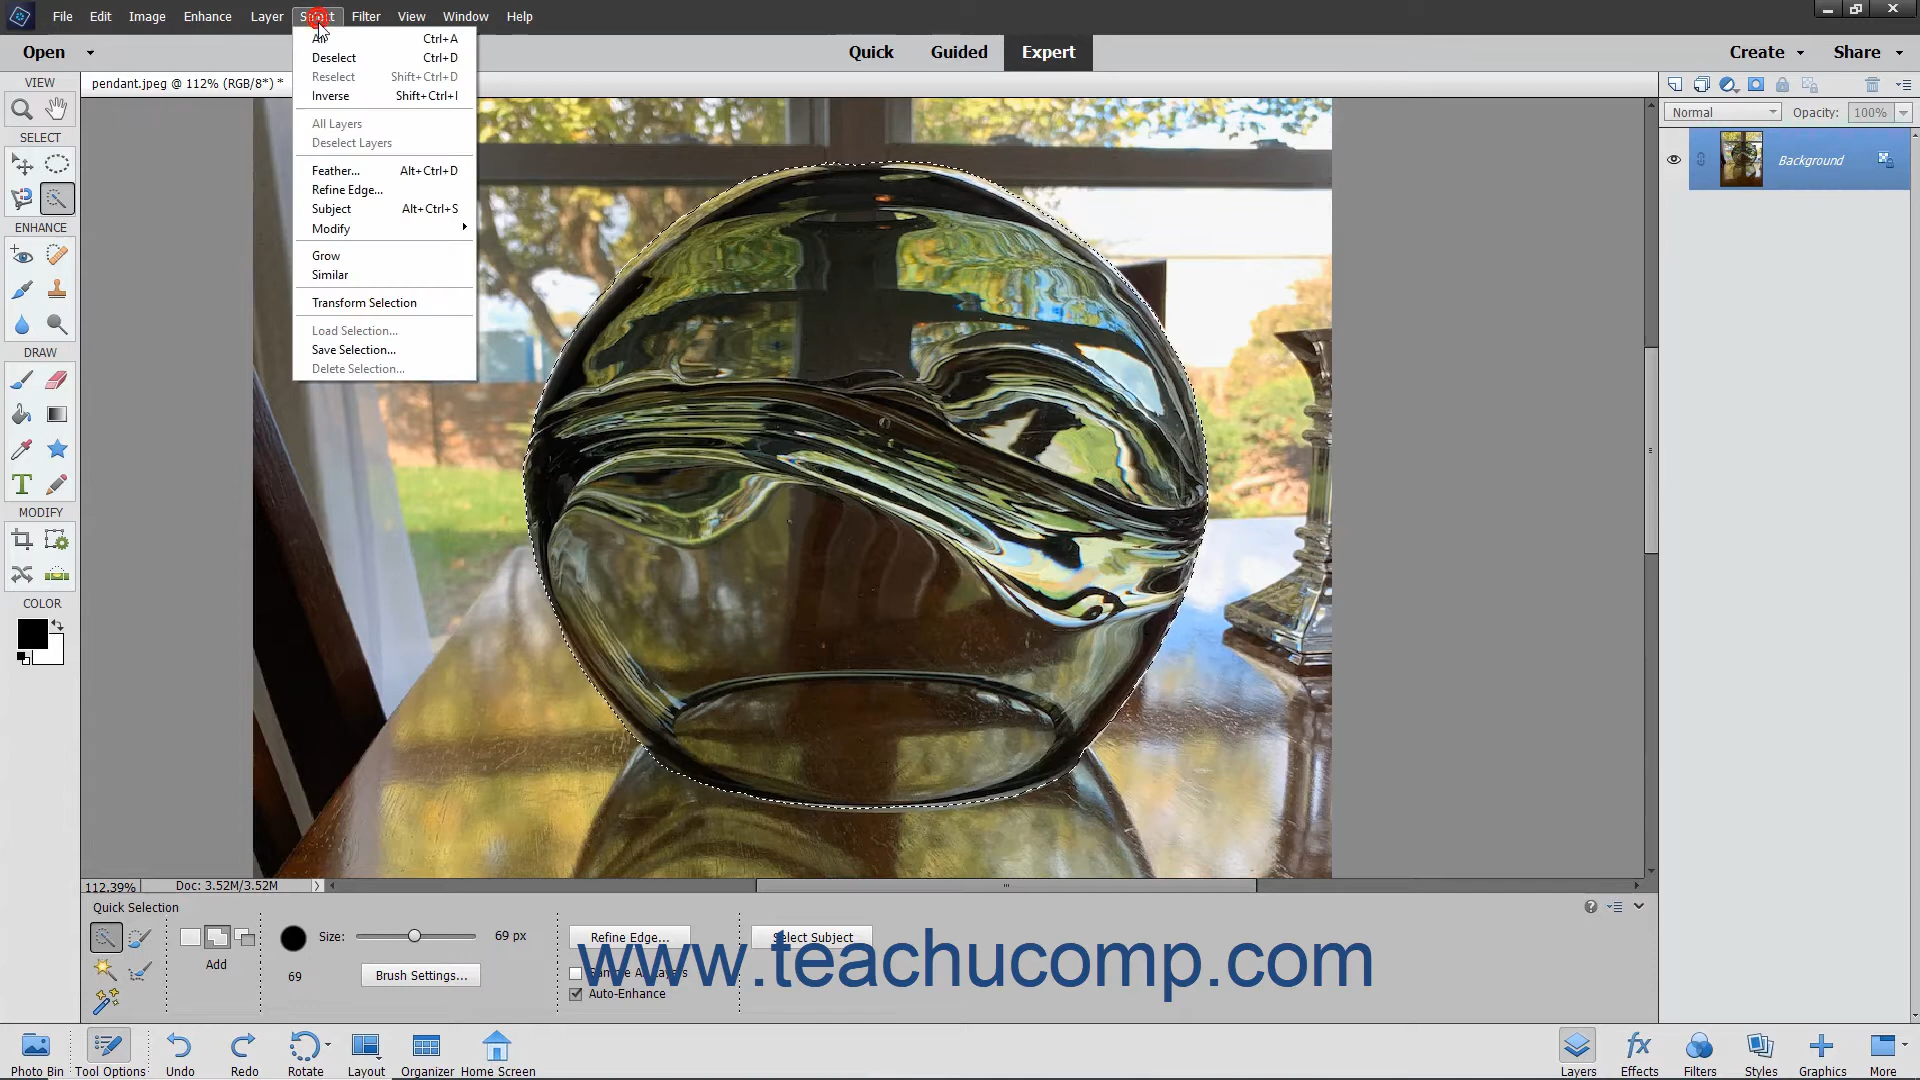 File Edit Image Enhance Layer Select Filter View Window Help
Open Quick Guided Expert Create Share
VIEW
pendant.jpeg @ 112% (RGB/8*) *
All Ctrl+A
Deselect Ctrl+D
Reselect Shift+Ctrl+D
Inverse Shift+Ctrl+I
All Layers
Deselect Layers
Feather... Alt+Ctrl+D
Refine Edge...
Subject Alt+Ctrl+S
Modify
Grow
Similar
Transform Selection
Load Selection...
Save Selection...
Delete Selection...
SELECT
ENHANCE
DRAW
MODIFY
COLOR
Normal Opacity: 100%
Background
112.39% Doc: 3.52M/3.52M
Quick Selection
Size: 69 px
Add
69
Brush Settings...
Refine Edge...
Select Subject
Sample All Layers
Auto-Enhance
www.teachucomp.com
Photo Bin Tool Options Undo Redo Rotate Layout Organizer Home Screen Layers Effects Filters Styles Graphics More